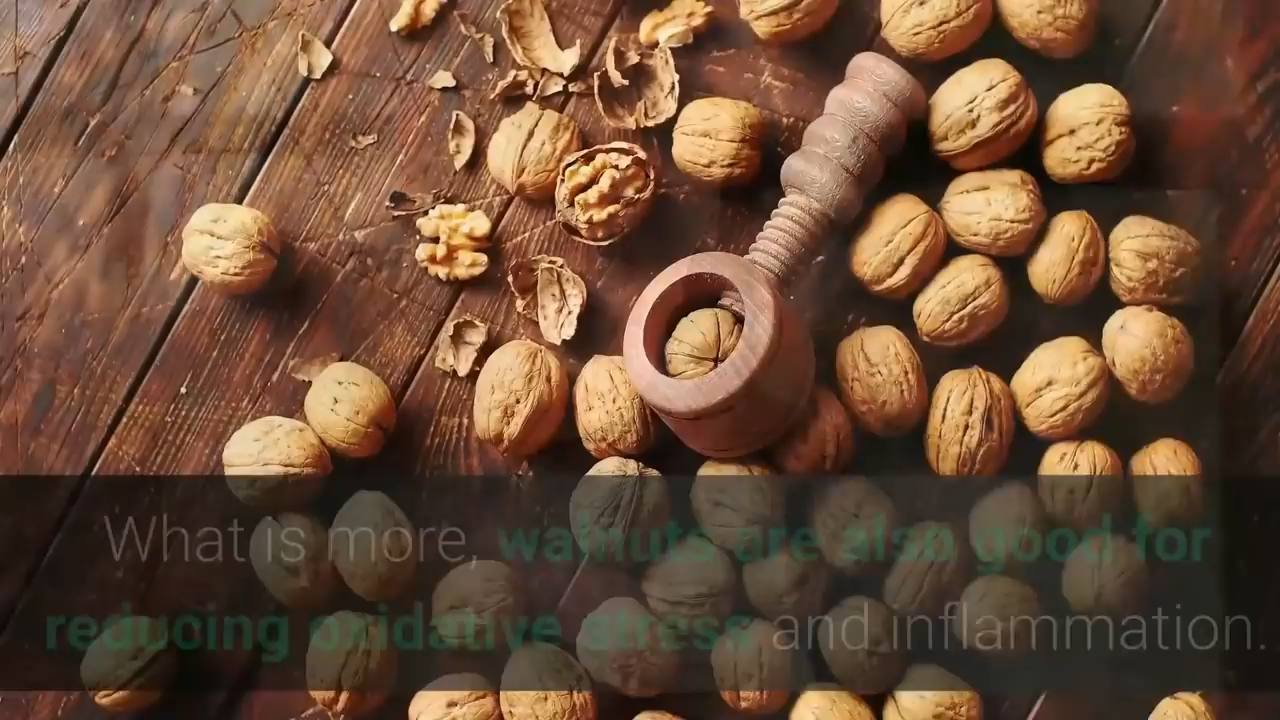 What is more, walnuts are also good for
reducing oxidative stress and inflammation.